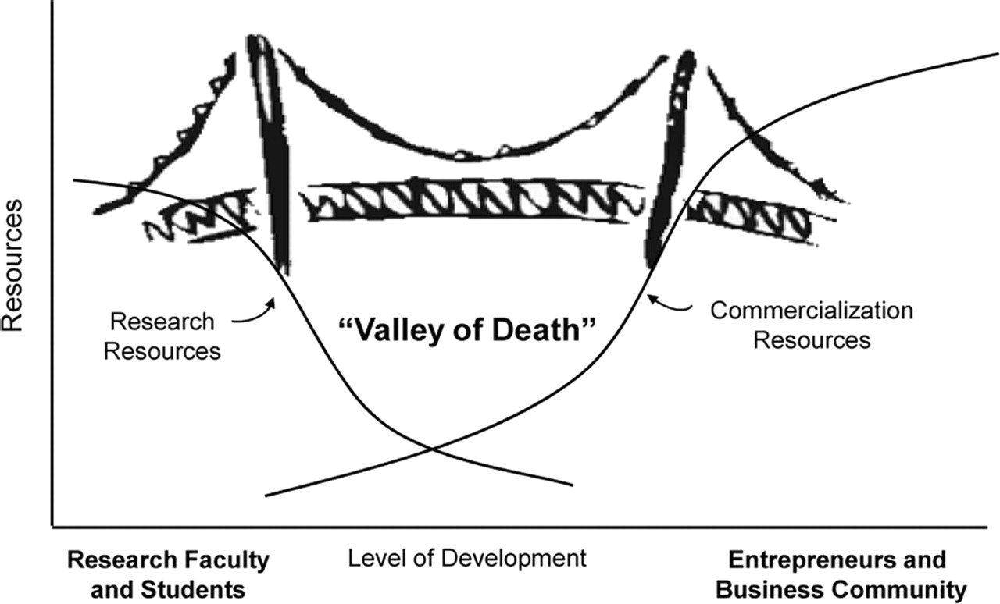 Resources
Research
Resources
“Valley of Death”
Commercialization
Resources
Research Faculty
and Students
Level of Development
Entrepreneurs and
Business Community